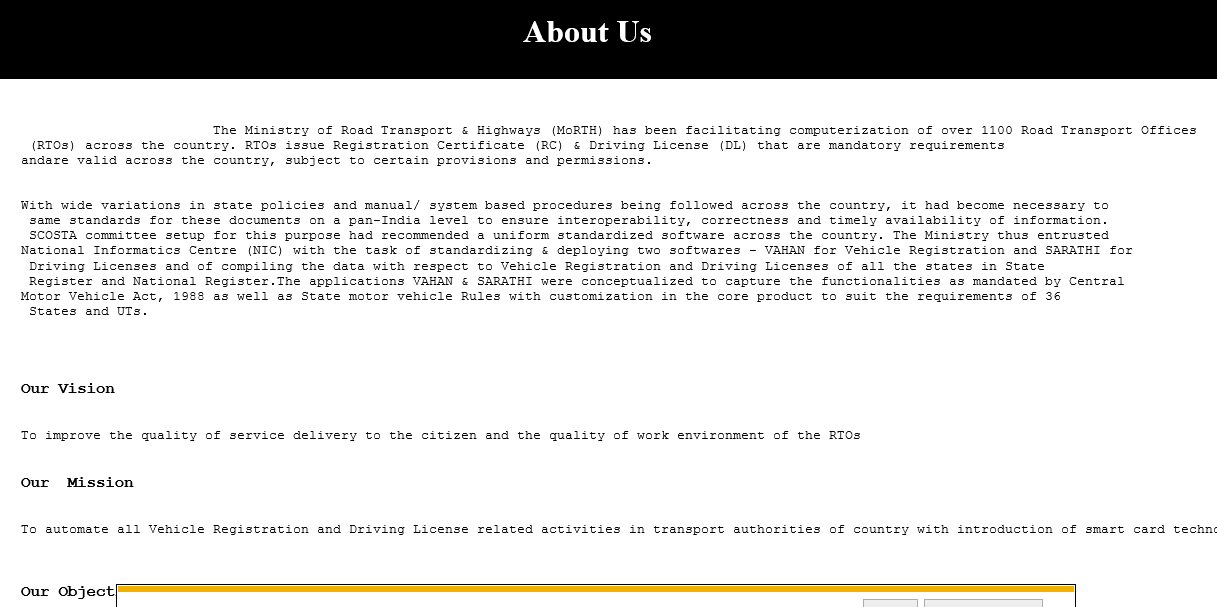 About Us
The Ministry of Road Transport & Highways (MoRTH) has been facilitating computerization of over 1100 Road Transport Offices
(RTOs) across the country. RTOs issue Registration Certificate (RC) & Driving License (DL) that are mandatory requirements
andare valid across the country, subject to certain provisions and permissions.
With wide variations in state policies and manual/ system based procedures being followed across the country, it had become necessary to
same standards for these documents on a pan-India level to ensure interoperability, correctness and timely availability of information.
SCOSTA committee setup for this purpose had recommended a uniform standardized software across the country. The Ministry thus entrusted
National Informatics Centre (NIC) with the task of standardizing & deploying two softwares - VAHAN for Vehicle Registration and SARATHI for
Driving Licenses and of compiling the data with respect to Vehicle Registration and Driving Licenses of all the states in State
Register and National Register.The applications VAHAN & SARATHI were conceptualized to capture the functionalities as mandated by Central
Motor Vehicle Act, 1988 as well as State motor vehicle Rules with customization in the core product to suit the requirements of 36
States and UTs.
Our Vision
To improve the quality of service delivery to the citizen and the quality of work environment of the RTOs
Our  Mission
To automate all Vehicle Registration and Driving License related activities in transport authorities of country with introduction of smart card
Our Object